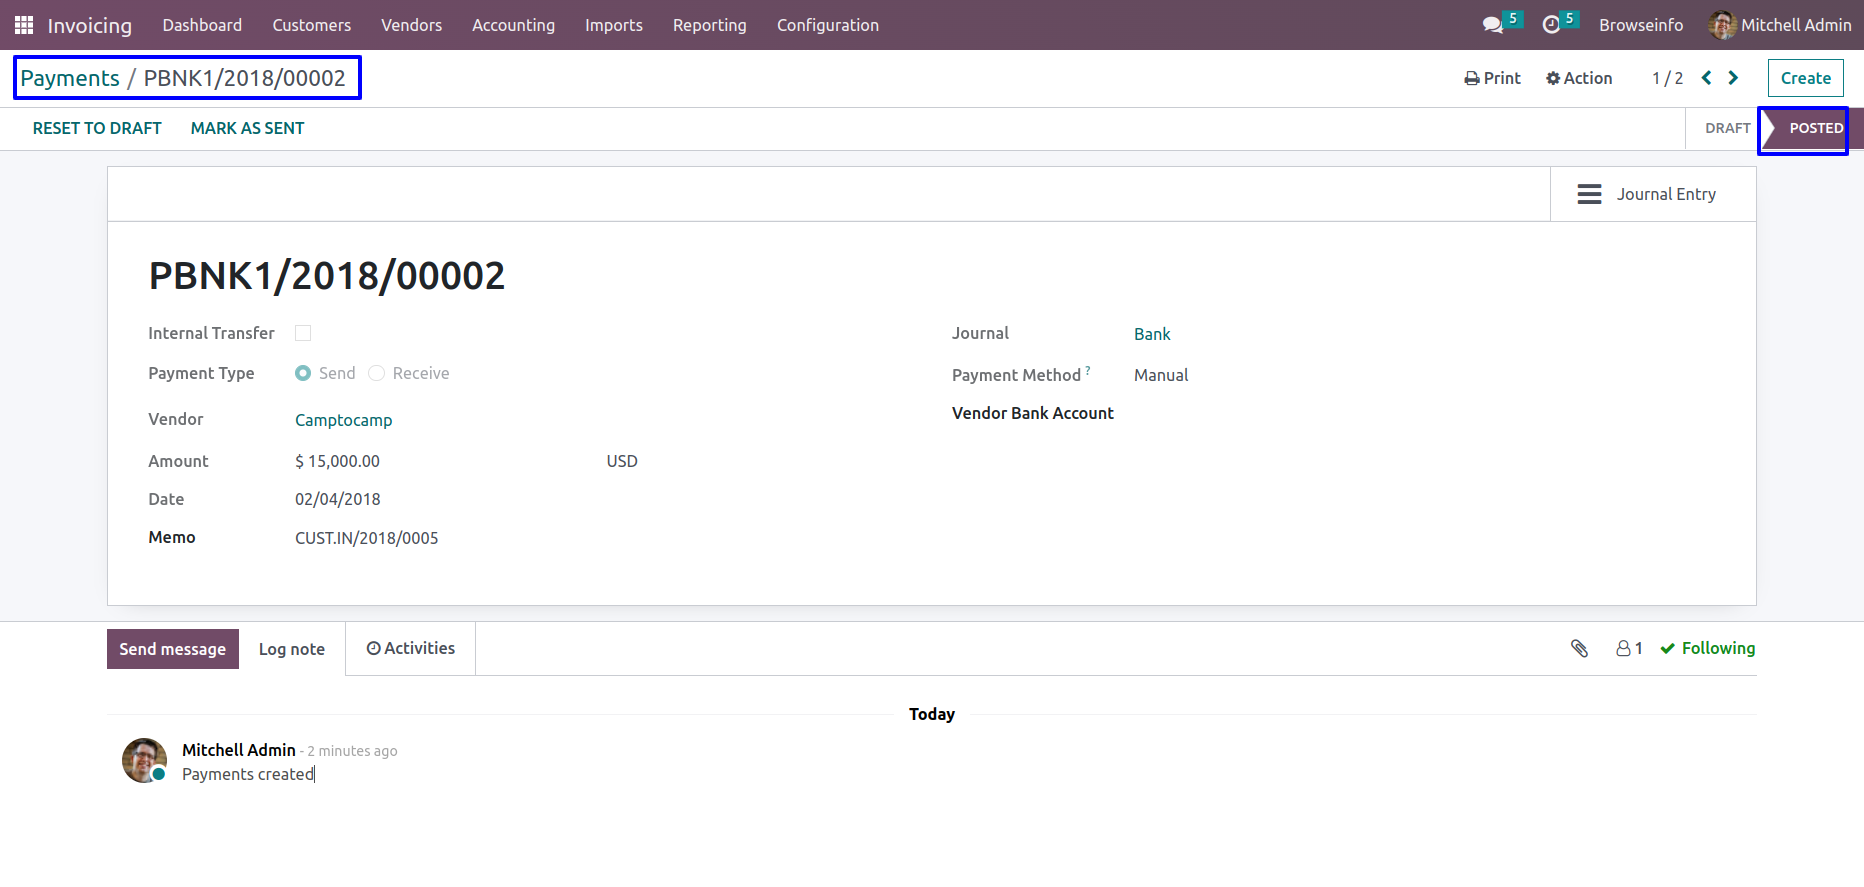 Invoicing Dashboard Customers Vendors Accounting Imports Reporting Configuration 5 5 Browseinfo Mitchell Admin
Payments / PBNK1/2018/00002 Print Action 1 / 2 Create
RESET TO DRAFT MARK AS SENT DRAFT POSTED
Journal Entry
PBNK1/2018/00002
Internal Transfer Journal Bank
Payment Type Send Receive Payment Method ? Manual
Vendor Camptocamp Vendor Bank Account
Amount $ 15,000.00 USD
Date 02/04/2018
Memo CUST.IN/2018/0005
Send message Log note Activities 1 Following
Today
Mitchell Admin - 2 minutes ago
Payments created